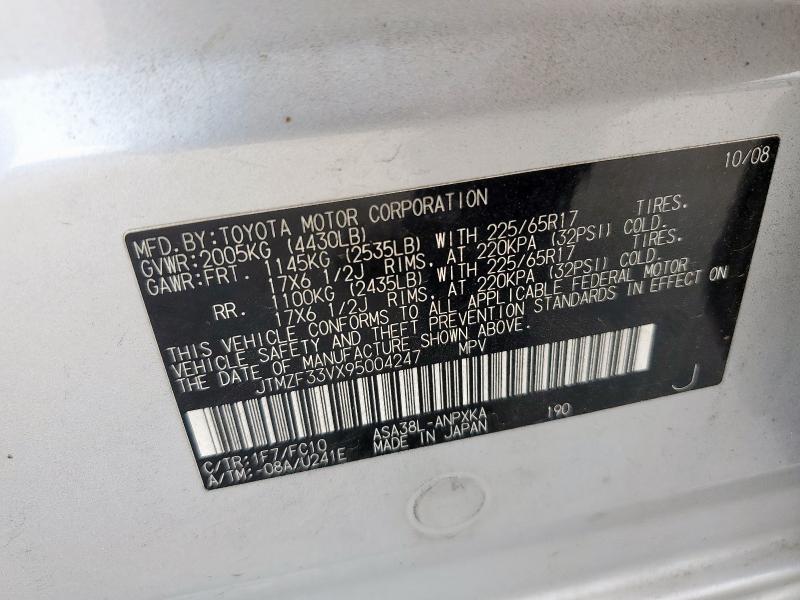 10/08
MFD. BY: TOYOTA MOTOR CORPORATION
GVWR: 2005KG (4430LB)
GAWR: FRT. 1145KG (2535LB) WITH 225/65R17 TIRES.
17X6 1/2J RIMS. AT 220KPA (32PSI) COLD.
RR. 1100KG (2435LB) WITH 225/65R17 TIRES.
17X6 1/2J RIMS. AT 220KPA (32PSI) COLD.
THIS VEHICLE CONFORMS TO ALL APPLICABLE FEDERAL MOTOR
VEHICLE SAFETY AND THEFT PREVENTION STANDARDS IN EFFECT ON
THE DATE OF MANUFACTURE SHOWN ABOVE.
JTMZF33VX95004247 MPV
J
C/TR: 1F7/FC10 ASA38L-ANPXKA 190
A/TM: -08A/U241E MADE IN JAPAN